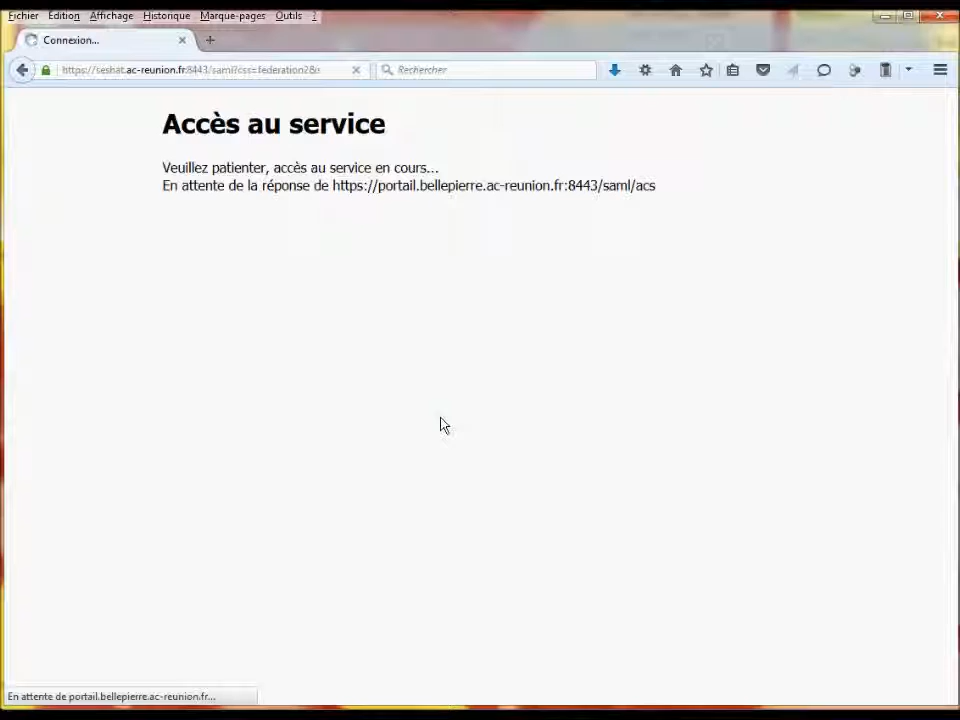 Fichier Edition Affichage Historique Marque-pages Outils ?
Connexion...
https://seshat.ac-reunion.fr:8443/saml?css=federation2& Rechercher
Accès au service
Veuillez patienter, accès au service en cours...
En attente de la réponse de https://portail.bellepierre.ac-reunion.fr:8443/saml/acs
En attente de portail.bellepierre.ac-reunion.fr...